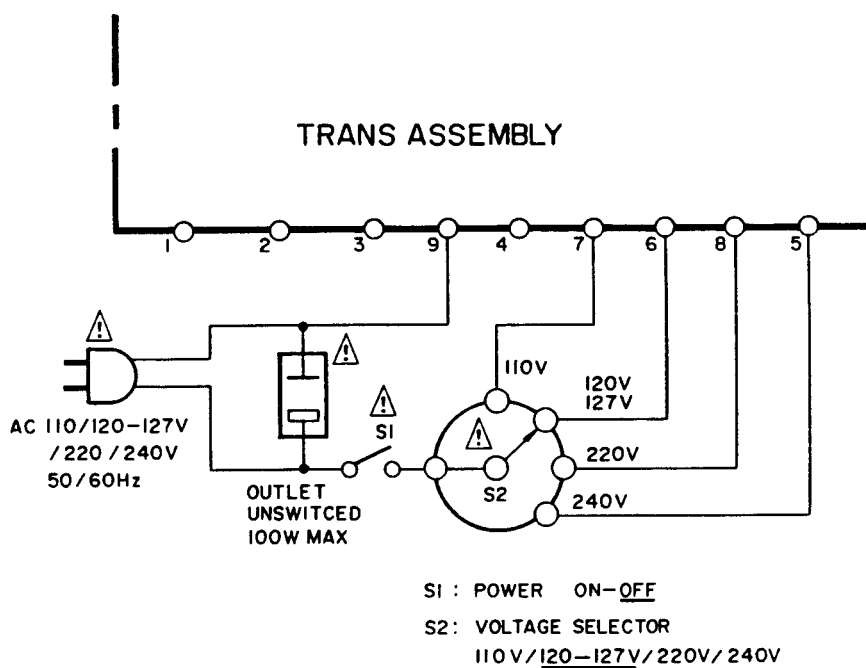 TRANS ASSEMBLY
1 2 3 9 4 7 6 8 5
110V
120V
127V
220V
240V
AC 110/120-127V
/220/240V
50/60Hz
S1
S2
OUTLET
UNSWITCED
100W MAX
S1 : POWER ON-OFF
S2: VOLTAGE SELECTOR
110V/120-127V/220V/240V